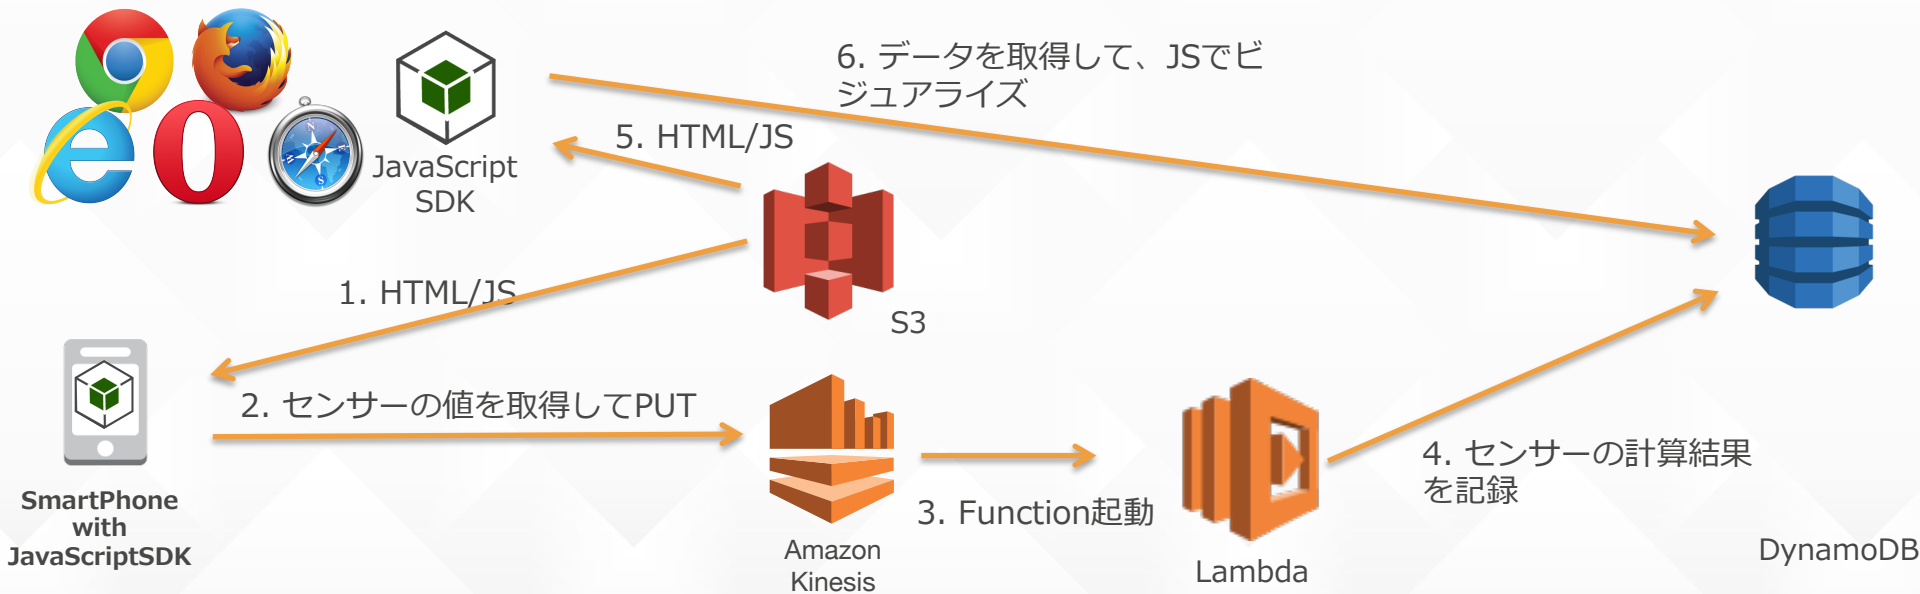 6. データを取得して、JSでビ
ジュアライズ
5. HTML/JS
JavaScript
SDK
1. HTML/JS
S3
2. センサーの値を取得してPUT
SmartPhone
with
JavaScriptSDK
3. Function起動
Amazon
Kinesis
Lambda
4. センサーの計算結果
を記録
DynamoDB